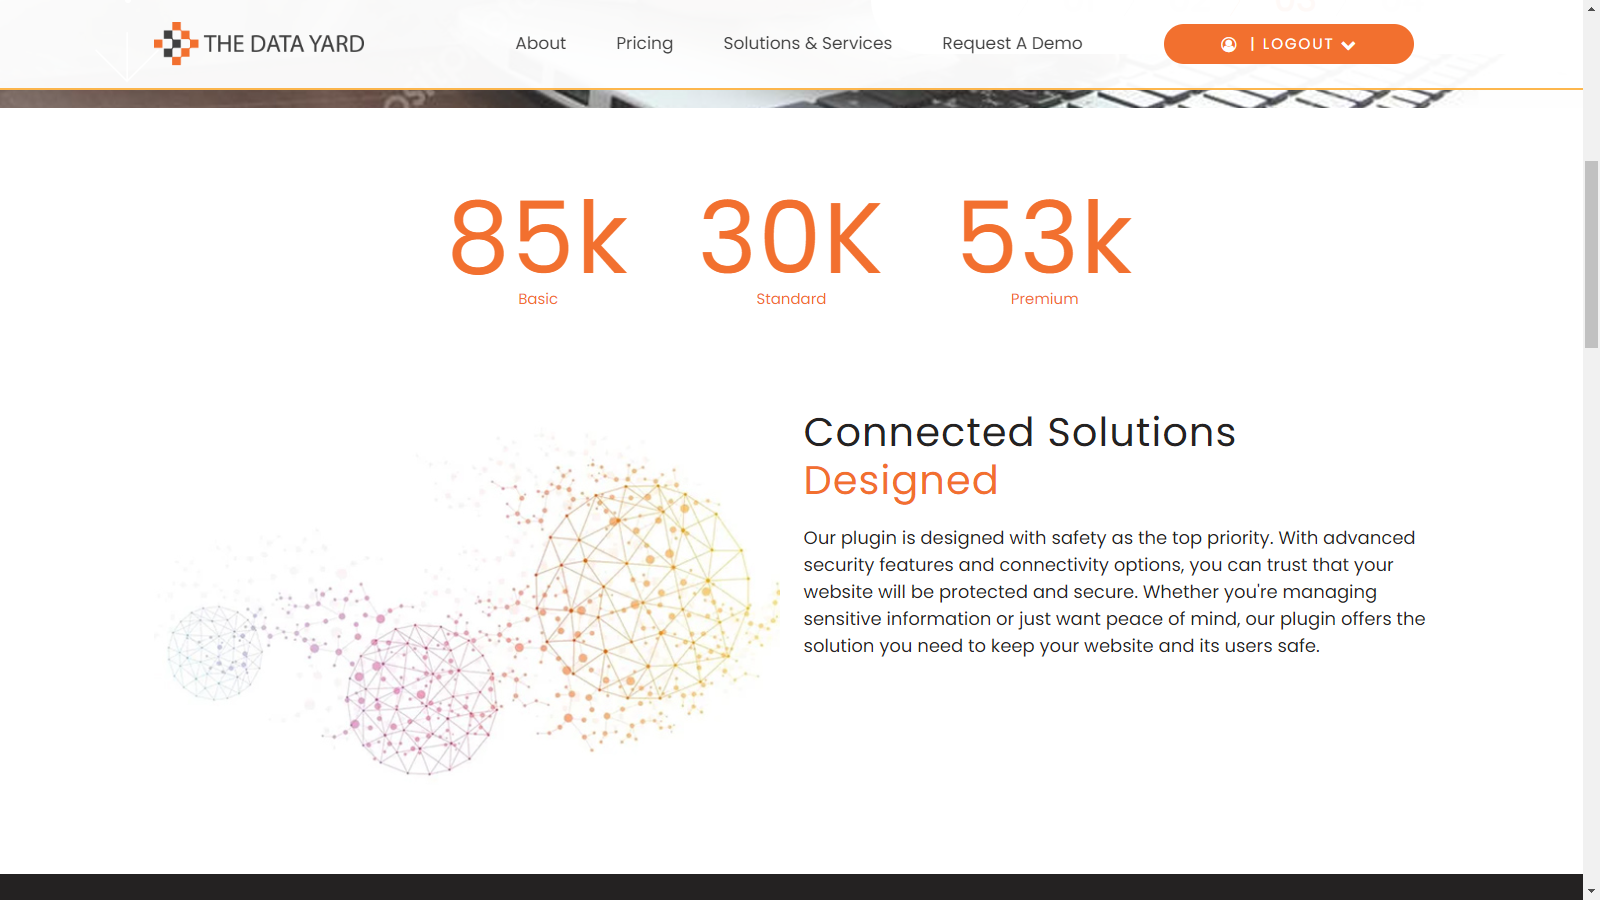 THE DATA YARD
About
Pricing
Solutions & Services
Request A Demo
| LOGOUT
85k
30K
53k
Basic
Standard
Premium
Connected Solutions
Designed
Our plugin is designed with safety as the top priority. With advanced
security features and connectivity options, you can trust that your
website will be protected and secure. Whether you're managing
sensitive information or just want peace of mind, our plugin offers the
solution you need to keep your website and its users safe.